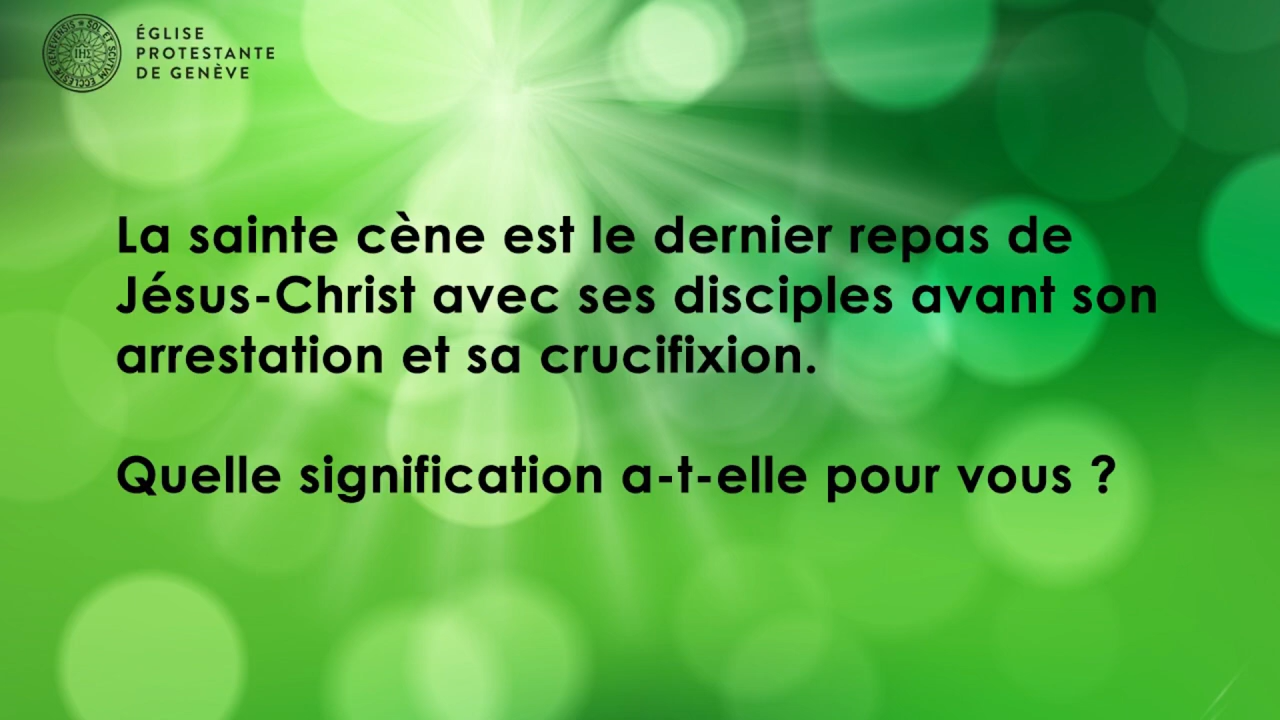 ÉGLISE
PROTESTANTE
DE GENÈVE
La sainte cène est le dernier repas de
Jésus-Christ avec ses disciples avant son
arrestation et sa crucifixion.
Quelle signification a-t-elle pour vous ?